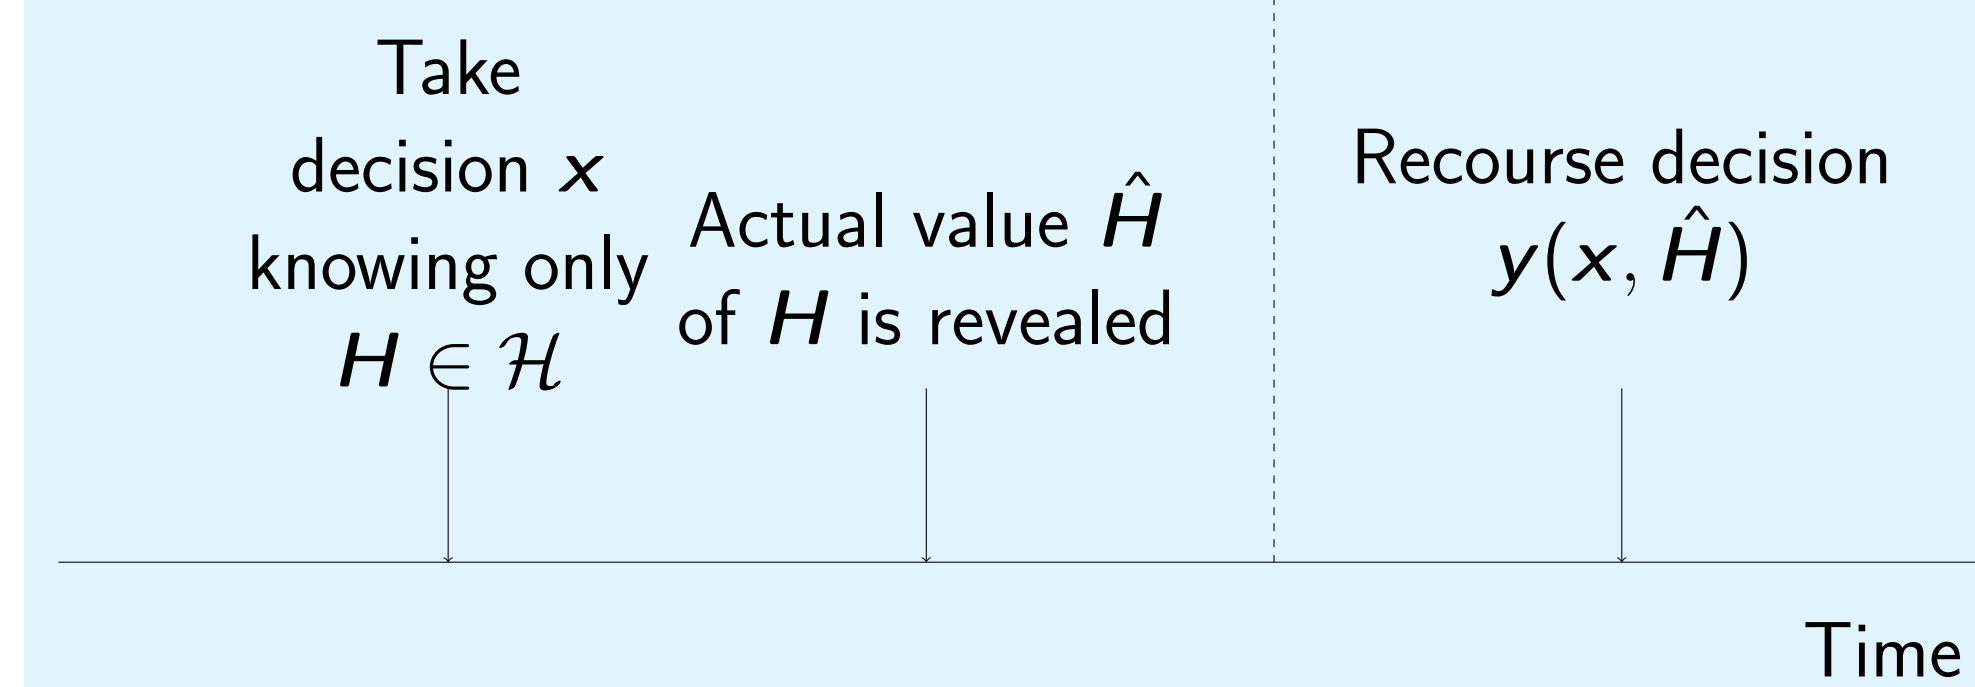 Take
decision x
knowing only
H ∈ ℋ
Actual value Ĥ
of H is revealed
Recourse decision
y(x, Ĥ)
Time